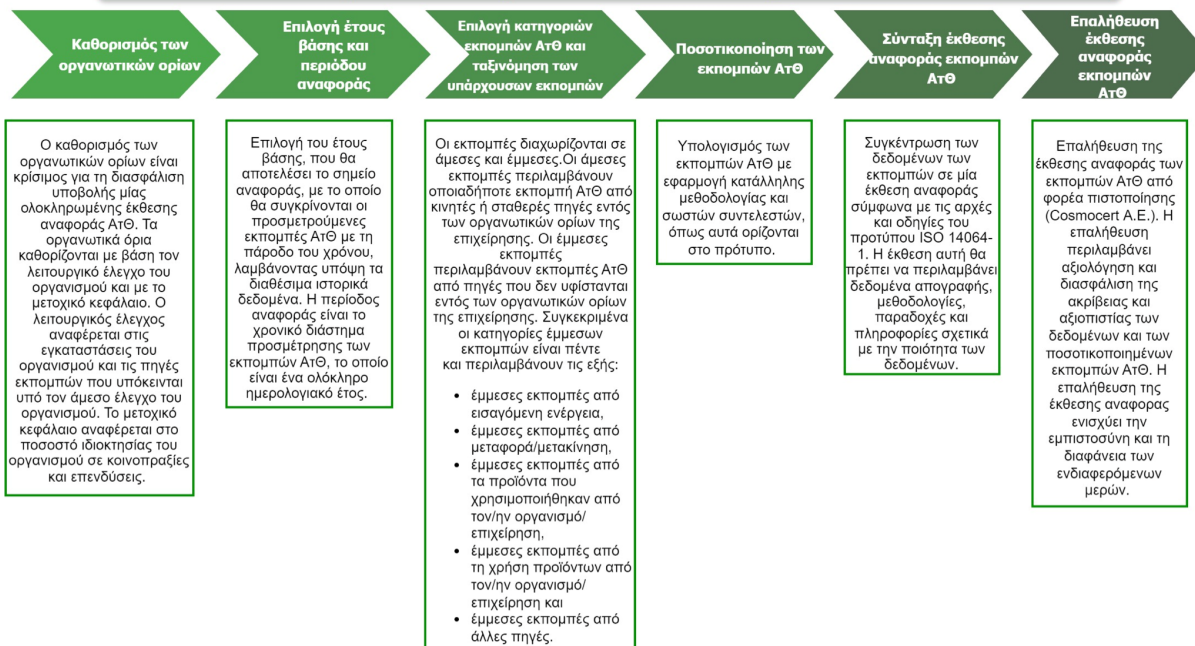 Καθορισμός των
οργανωτικών ορίων
Επιλογή έτους
βάσης και
περιόδου
αναφοράς
Επιλογή κατηγοριών
εκπομπών ΑτΘ και
ταξινόμηση των
υπάρχουσων εκπομπών
Ποσοτικοποίηση των
εκπομπών ΑτΘ
Σύνταξη έκθεσης
αναφοράς εκπομπών
ΑτΘ
Επαλήθευση
έκθεσης
αναφοράς
εκπομπών
ΑτΘ
Ο καθορισμός των
οργανωτικών ορίων είναι
κρίσιμος για τη διασφάλιση
υποβολής μίας
ολοκληρωμένης έκθεσης
αναφοράς ΑτΘ. Τα
οργανωτικά όρια
καθορίζονται με βάση τον
λειτουργικό έλεγχο του
οργανισμού και με το
μετοχικό κεφάλαιο. Ο
λειτουργικός έλεγχος
αναφέρεται στις
εγκαταστάσεις του
οργανισμού και τις πηγές
εκπομπών που υπόκεινται
υπό τον άμεσο έλεγχο του
οργανισμού. Το μετοχικό
κεφάλαιο αναφέρεται στο
ποσοστό ιδιοκτησίας του
οργανισμού σε κοινοπραξίες
και επενδύσεις.
Επιλογή του έτους
βάσης, που θα
αποτελέσει το σημείο
αναφοράς, με το οποίο
θα συγκρίνονται οι
προσμετρούμενες
εκπομπές ΑτΘ με τη
πάροδο του χρόνου,
λαμβάνοντας υπόψη τα
διαθέσιμα ιστορικά
δεδομένα. Η περίοδος
αναφοράς είναι το
χρονικό διάστημα
προσμέτρησης των
εκπομπών ΑτΘ, το οποίο
είναι ένα ολόκληρο
ημερολογιακό έτος.
Οι εκπομπές διαχωρίζονται σε
άμεσες και έμμεσες.Οι άμεσες
εκπομπές περιλαμβάνουν
οποιαδήποτε εκπομπή ΑτΘ από
κινητές ή σταθερές πηγές εντός
των οργανωτικών ορίων της
επιχείρησης. Οι έμμεσες
εκπομπές
περιλαμβάνουν εκπομπές ΑτΘ
από πηγές που δεν υφίστανται
εντός των οργανωτικών ορίων
της επιχείρησης. Συγκεκριμένα
οι κατηγορίες έμμεσων
εκπομπών είναι πέντε
και περιλαμβάνουν τις εξής:
• έμμεσες εκπομπές από
εισαγόμενη ενέργεια,
• έμμεσες εκπομπές από
μεταφορά/μετακίνηση,
• έμμεσες εκπομπές από
τα προϊόντα που
χρησιμοποιήθηκαν από
τον/ην οργανισμό/
επιχείρηση,
• έμμεσες εκπομπές από
τη χρήση προϊόντων από
τον/ην οργανισμό/
επιχείρηση και
• έμμεσες εκπομπές από
άλλες πηγές.
Υπολογισμός των
εκπομπών ΑτΘ με
εφαρμογή κατάλληλης
μεθοδολογίας και
σωστών συντελεστών,
όπως αυτά ορίζονται
στο πρότυπο.
Συγκέντρωση των
δεδομένων των
εκπομπών σε μία
έκθεση αναφοράς
σύμφωνα με τις αρχές
και οδηγίες του
προτύπου ISO 14064-
1. Η έκθεση αυτή θα
πρέπει να περιλαμβάνει
δεδομένα απογραφής,
μεθοδολογίες,
παραδοχές και
πληροφορίες σχετικά
με την ποιότητα των
δεδομένων.
Επαλήθευση της
έκθεσης αναφοράς των
εκπομπών ΑτΘ από
φορέα πιστοποίησης
(Cosmocert Α.Ε.). Η
επαλήθευση
περιλαμβάνει
αξιολόγηση και
διασφάλιση της
ακρίβειας και
αξιοπιστίας των
δεδομένων και των
ποσοτικοποιημένων
εκπομπών ΑτΘ. Η
επαλήθευση της
έκθεσης αναφορας
ενισχύει την
εμπιστοσύνη και τη
διαφάνεια των
ενδιαφερόμενων
μερών.